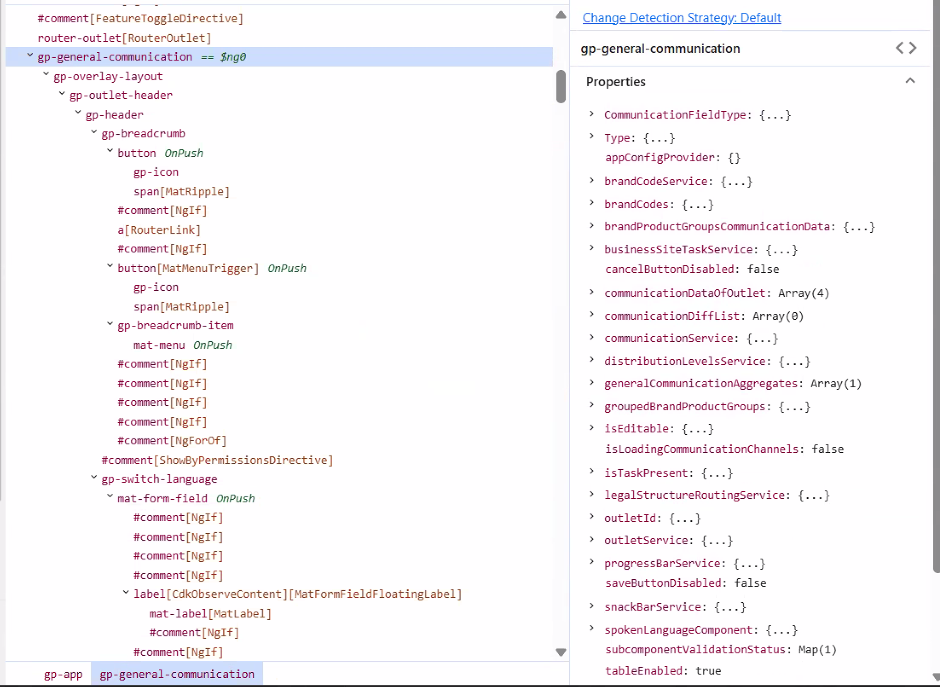 #comment[FeatureToggleDirective]
router-outlet[RouterOutlet]
gp-general-communication == $ng0
gp-overlay-layout
gp-outlet-header
gp-header
gp-breadcrumb
button OnPush
gp-icon
span[MatRipple]
#comment[NgIf]
a[RouterLink]
#comment[NgIf]
button[MatMenuTrigger] OnPush
gp-icon
span[MatRipple]
gp-breadcrumb-item
mat-menu OnPush
#comment[NgIf]
#comment[NgIf]
#comment[NgIf]
#comment[NgIf]
#comment[NgForOf]
#comment[ShowByPermissionsDirective]
gp-switch-language
mat-form-field OnPush
#comment[NgIf]
#comment[NgIf]
#comment[NgIf]
#comment[NgIf]
label[CdkObserveContent][MatFormFieldFloatingLabel]
mat-label[MatLabel]
#comment[NgIf]
#comment[NgIf]
gp-app gp-general-communication
Change Detection Strategy: Default
gp-general-communication
Properties
CommunicationFieldType: {...}
Type: {...}
appConfigProvider: {}
brandCodeService: {...}
brandCodes: {...}
brandProductGroupsCommunicationData: {...}
businessSiteTaskService: {...}
cancelButtonDisabled: false
communicationDataOfOutlet: Array(4)
communicationDiffList: Array(0)
communicationService: {...}
distributionLevelsService: {...}
generalCommunicationAggregates: Array(1)
groupedBrandProductGroups: {...}
isEditable: {...}
isLoadingCommunicationChannels: false
isTaskPresent: {...}
legalStructureRoutingService: {...}
outletId: {...}
outletService: {...}
progressBarService: {...}
saveButtonDisabled: false
snackBarService: {...}
spokenLanguageComponent: {...}
subcomponentValidationStatus: Map(1)
tableEnabled: true